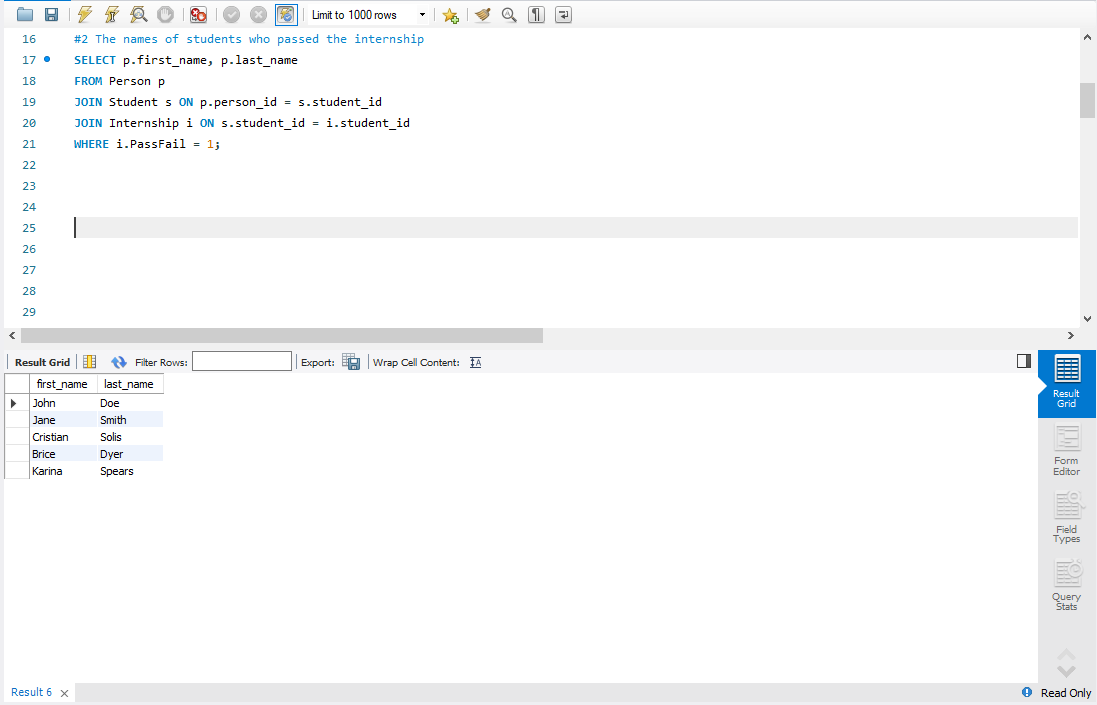 Limit to 1000 rows
16 #2 The names of students who passed the internship
17 SELECT p.first_name, p.last_name
18 FROM Person p
19 JOIN Student s ON p.person_id = s.student_id
20 JOIN Internship i ON s.student_id = i.student_id
21 WHERE i.PassFail = 1;
22
23
24
25
26
27
28
29
Result Grid Filter Rows: Export: Wrap Cell Content:
first_name last_name
John Doe
Jane Smith
Cristian Solis
Brice Dyer
Karina Spears
Result
Grid
Form
Editor
Field
Types
Query
Stats
Result 6 Read Only